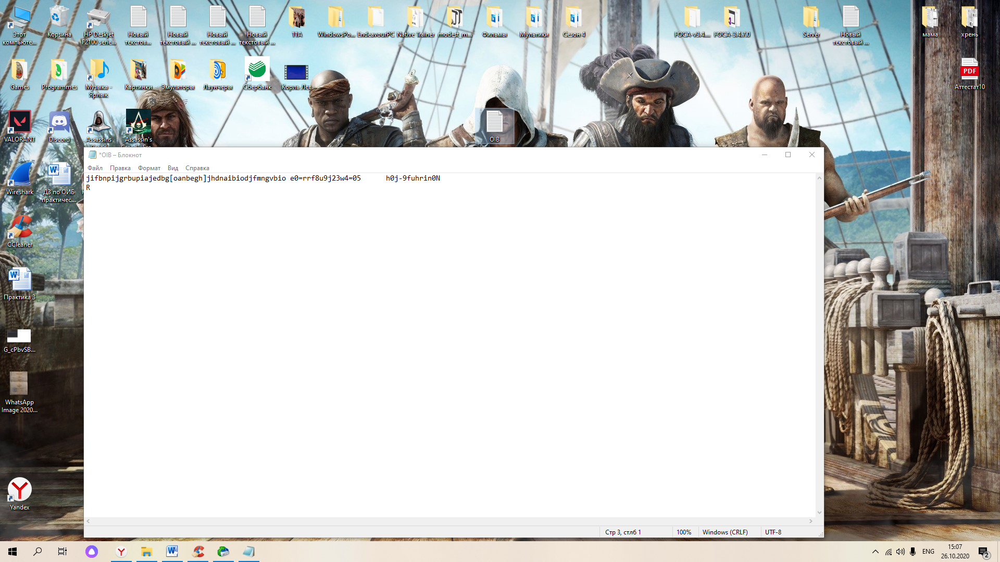 Этот компьюте...
Корзина
HP Deskjet F2100 serie...
Новый текстов...
Новый текстовый ...
Новый текстовый ...
Новый текстовый ...
11А
WindowsPo...
EndeavourPC
Native Trainer
modest_m...
Фильмы
Мультики
Сезон 4
FOCA-v3.4....
FOCA-3.4.7.0
Server
Новый текстовый ...
мама
хрень
Games
Programmes
Музыка - Ярлык
Картинки
Эмуляторы
Лаунчеры
Сбербанк
Король Лев
PDF
Аттестат10
VALORANT
Discord
Assassins
Assassin's
OIB
*OIB – Блокнот
Файл Правка Формат Вид Справка
jifbnpijgrbupiajedbg[oanbegh]jhdnaibiodjfmngvbio e0=rrf8u9j23w4=05 h0j-9fuhrin0N
R
Wireshark
ДЗ по ОИБ практичес...
CCleaner
Практика 3
G_cPbvSB...
WhatsApp Image 2020...
Yandex
Стр 3, стлб 1
100%
Windows (CRLF)
UTF-8
ENG
15:07
26.10.2020
2